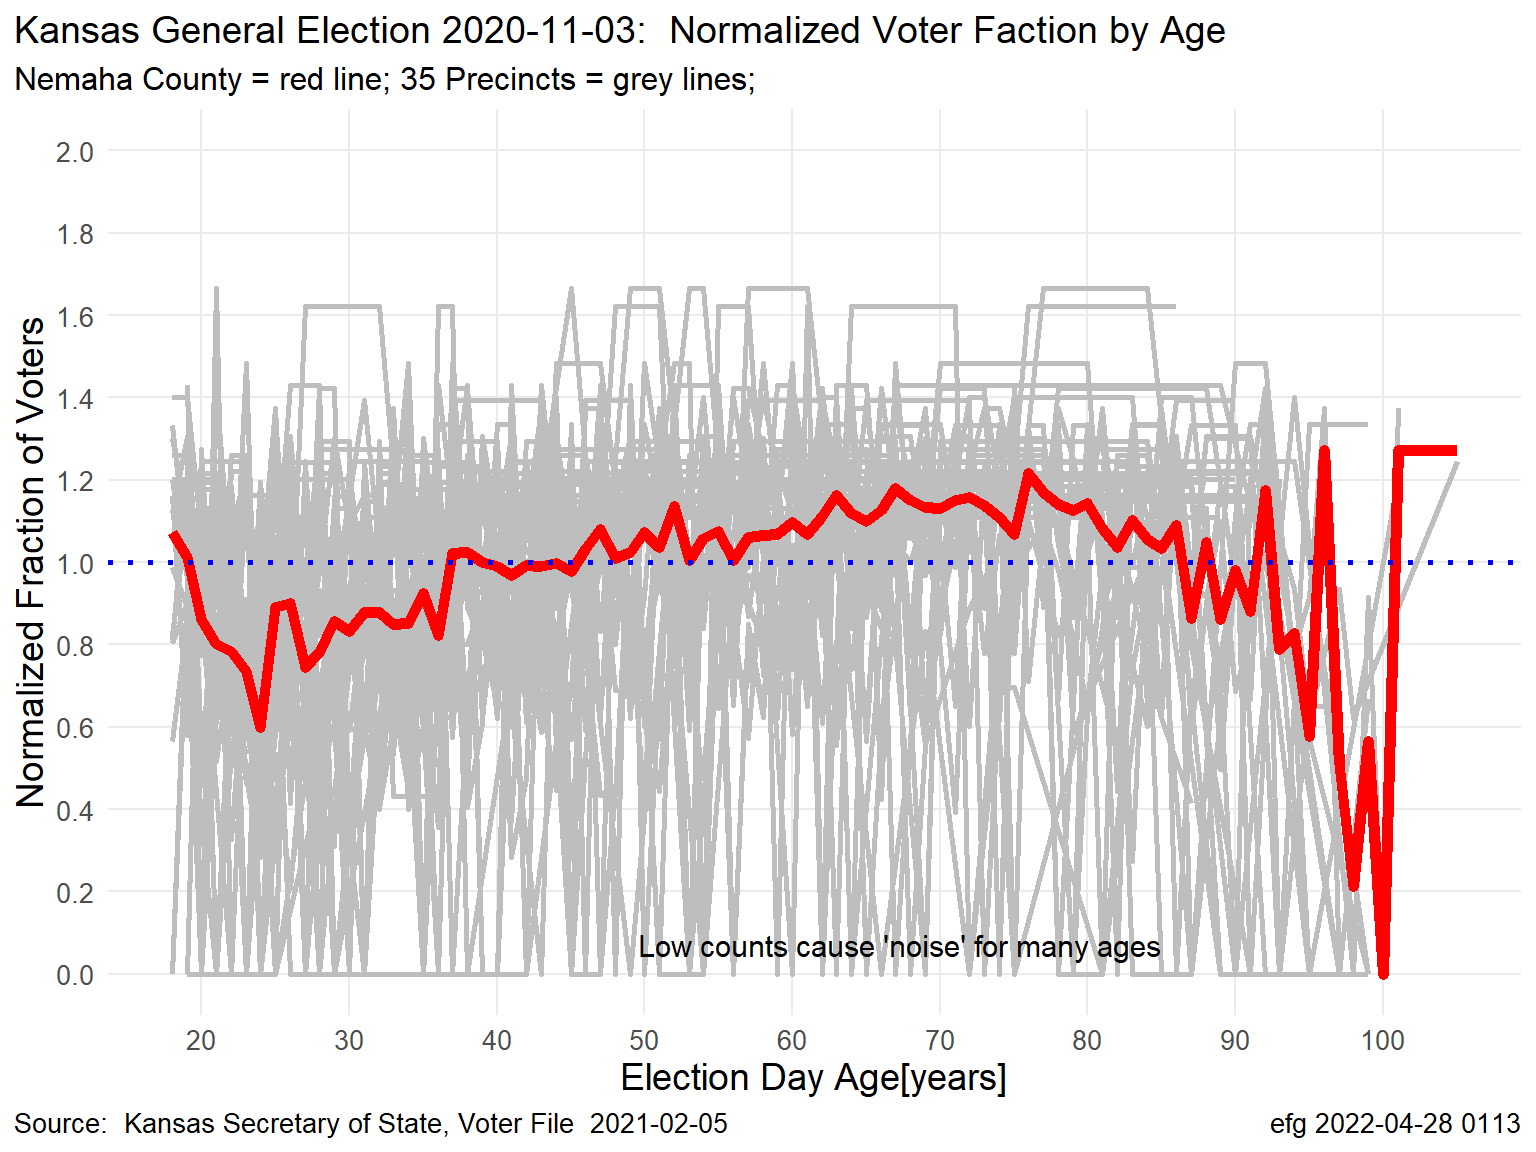 Kansas General Election 2020-11-03:  Normalized Voter Faction by Age
Nemaha County = red line; 35 Precincts = grey lines;
Normalized Fraction of Voters
2.0
1.8
1.6
1.4
1.2
1.0
0.8
0.6
0.4
0.2
0.0
Low counts cause 'noise' for many ages
20 30 40 50 60 70 80 90 100
Election Day Age[years]
Source:  Kansas Secretary of State, Voter File  2021-02-05
efg 2022-04-28 0113